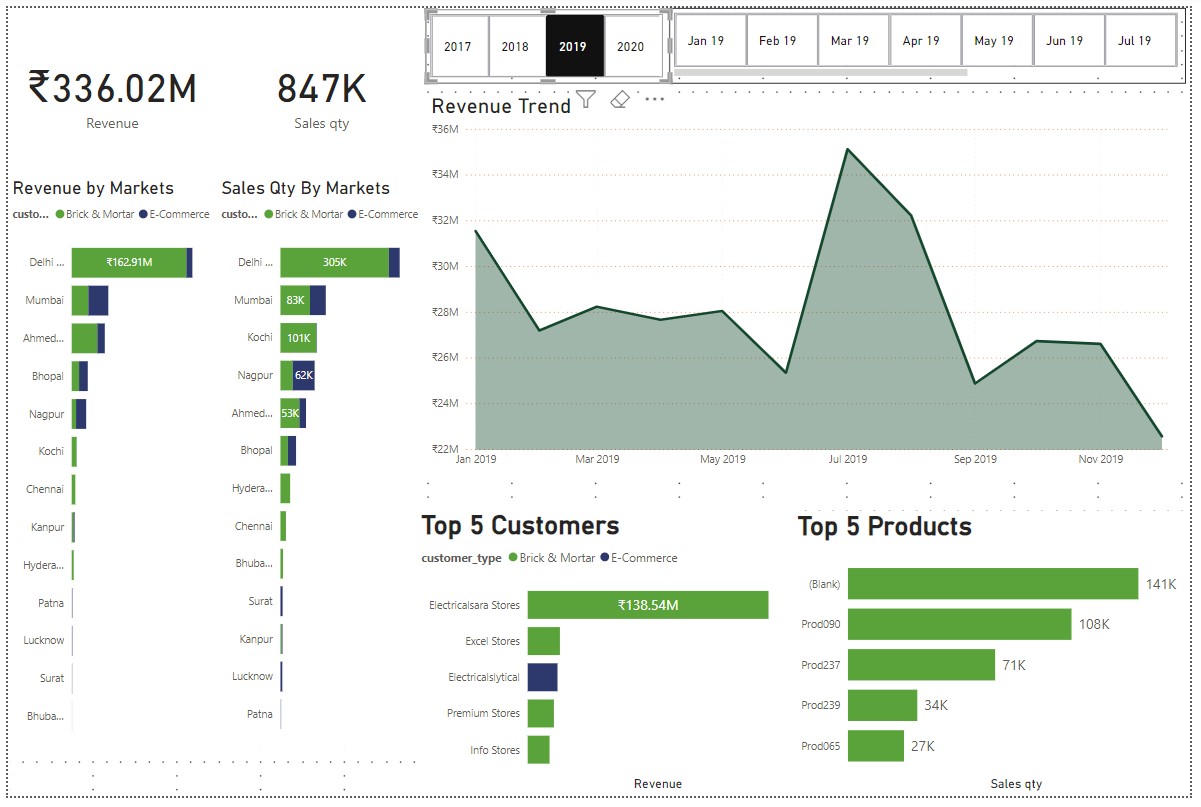 2017 2018 2019 2020 Jan 19 Feb 19 Mar 19 Apr 19 May 19 Jun 19 Jul 19
₹336.02M
Revenue
847K
Sales qty
Revenue by Markets
custo... Brick & Mortar E-Commerce
Delhi ... ₹162.91M
Mumbai
Ahmed...
Bhopal
Nagpur
Kochi
Chennai
Kanpur
Hydera...
Patna
Lucknow
Surat
Bhuba...
Sales Qty By Markets
custo... Brick & Mortar E-Commerce
Delhi ... 305K
Mumbai 83K
Kochi 101K
Nagpur 62K
Ahmed... 53K
Bhopal
Hydera...
Chennai
Bhuba...
Surat
Kanpur
Lucknow
Patna
Revenue Trend
₹36M
₹34M
₹32M
₹30M
₹28M
₹26M
₹24M
₹22M
Jan 2019 Mar 2019 May 2019 Jul 2019 Sep 2019 Nov 2019
Top 5 Customers
customer_type Brick & Mortar E-Commerce
Electricalsara Stores ₹138.54M
Excel Stores
Electricalslytical
Premium Stores
Info Stores
Revenue
Top 5 Products
(Blank) 141K
Prod090 108K
Prod237 71K
Prod239 34K
Prod065 27K
Sales qty